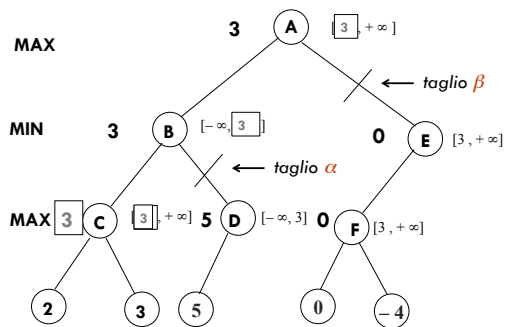 3 A [ 3 , + ∞ ]
MAX
taglio β
MIN 3 B [- ∞, 3 ] 0 E [3 , + ∞]
taglio α
MAX 3 C [ 3 , + ∞] 5 D [- ∞, 3] 0 F [3 , + ∞]
2 3 5 0 – 4